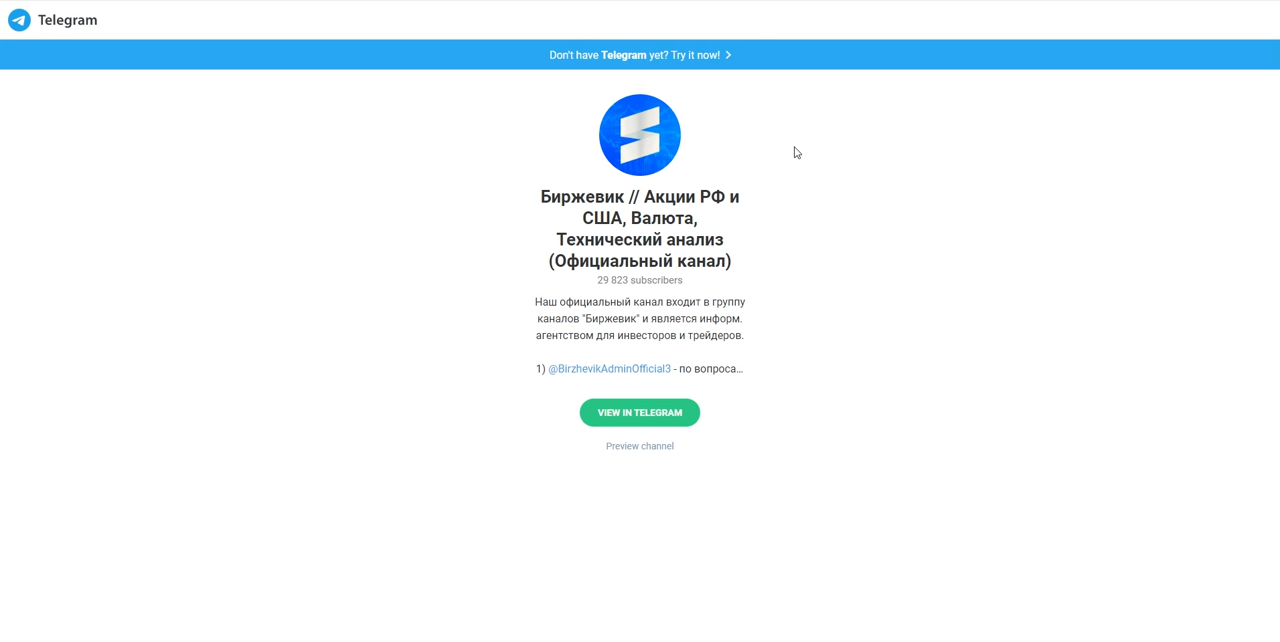 Telegram
Don't have Telegram yet? Try it now!
Биржевик // Акции РФ и
США, Валюта,
Технический анализ
(Официальный канал)
29 823 subscribers
Наш официальный канал входит в группу
каналов "Биржевик" и является информ.
агентством для инвесторов и трейдеров.
1) @BirzhevikAdminOfficial3 - по вопроса...
VIEW IN TELEGRAM
Preview channel